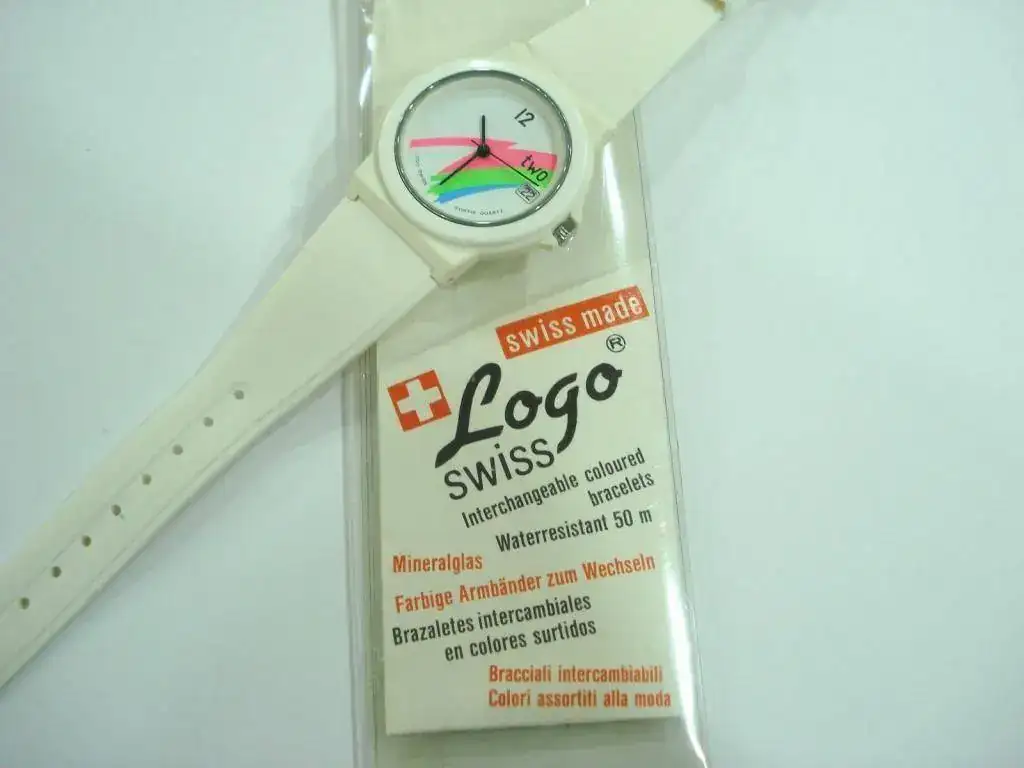 12
two
22
swiss made
Logo ®
swiss
Interchangeable coloured
bracelets
Waterresistant 50 m
Mineralglas
Farbige Armbänder zum Wechseln
Brazaletes intercambiales
en colores surtidos
Bracciali intercambiabili
Colori assortiti alla moda